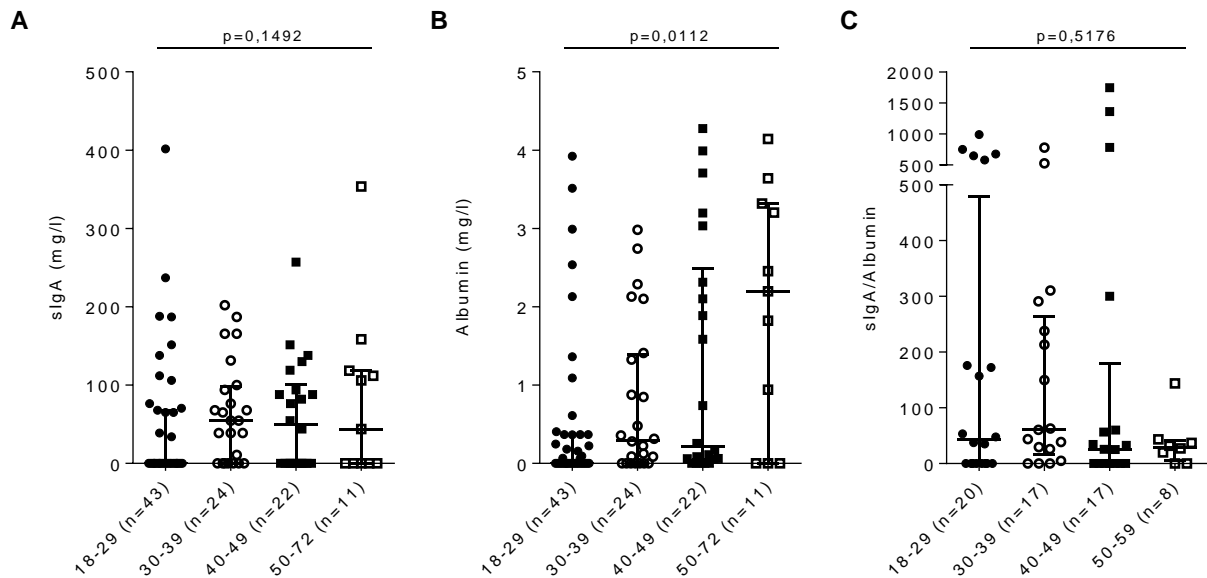 A
p=0,1492
500
400
300
200
100
0
sIgA (mg/l)
18-29 (n=43)
30-39 (n=24)
40-49 (n=22)
50-72 (n=11)
B
p=0,0112
5
4
3
2
1
0
Albumin (mg/l)
18-29 (n=43)
30-39 (n=24)
40-49 (n=22)
50-72 (n=11)
C
p=0,5176
2000
1500
1000
500
500
400
300
200
100
0
sIgA/Albumin
18-29 (n=20)
30-39 (n=17)
40-49 (n=17)
50-59 (n=8)